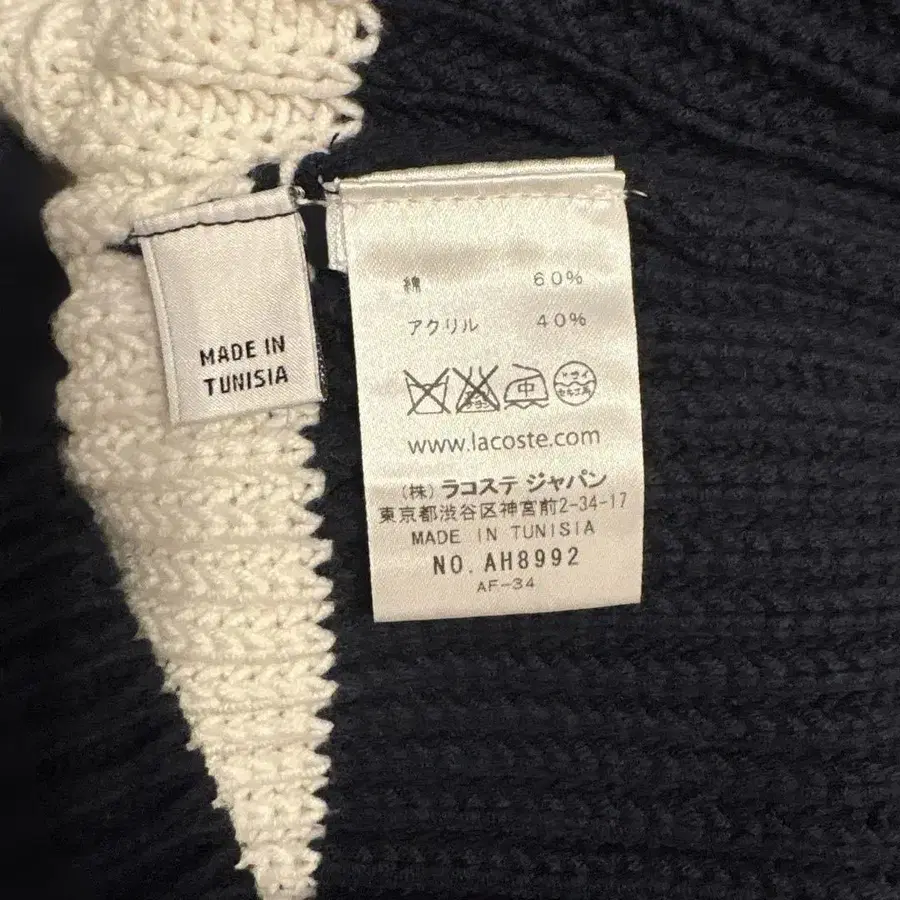 MADE IN
TUNISIA
綿 60%
アクリル 40%
中
www.lacoste.com
(株) ラコステ ジャパン
東京都渋谷区神宮前2-34-17
MADE IN TUNISIA
NO. AH8992
AF-34